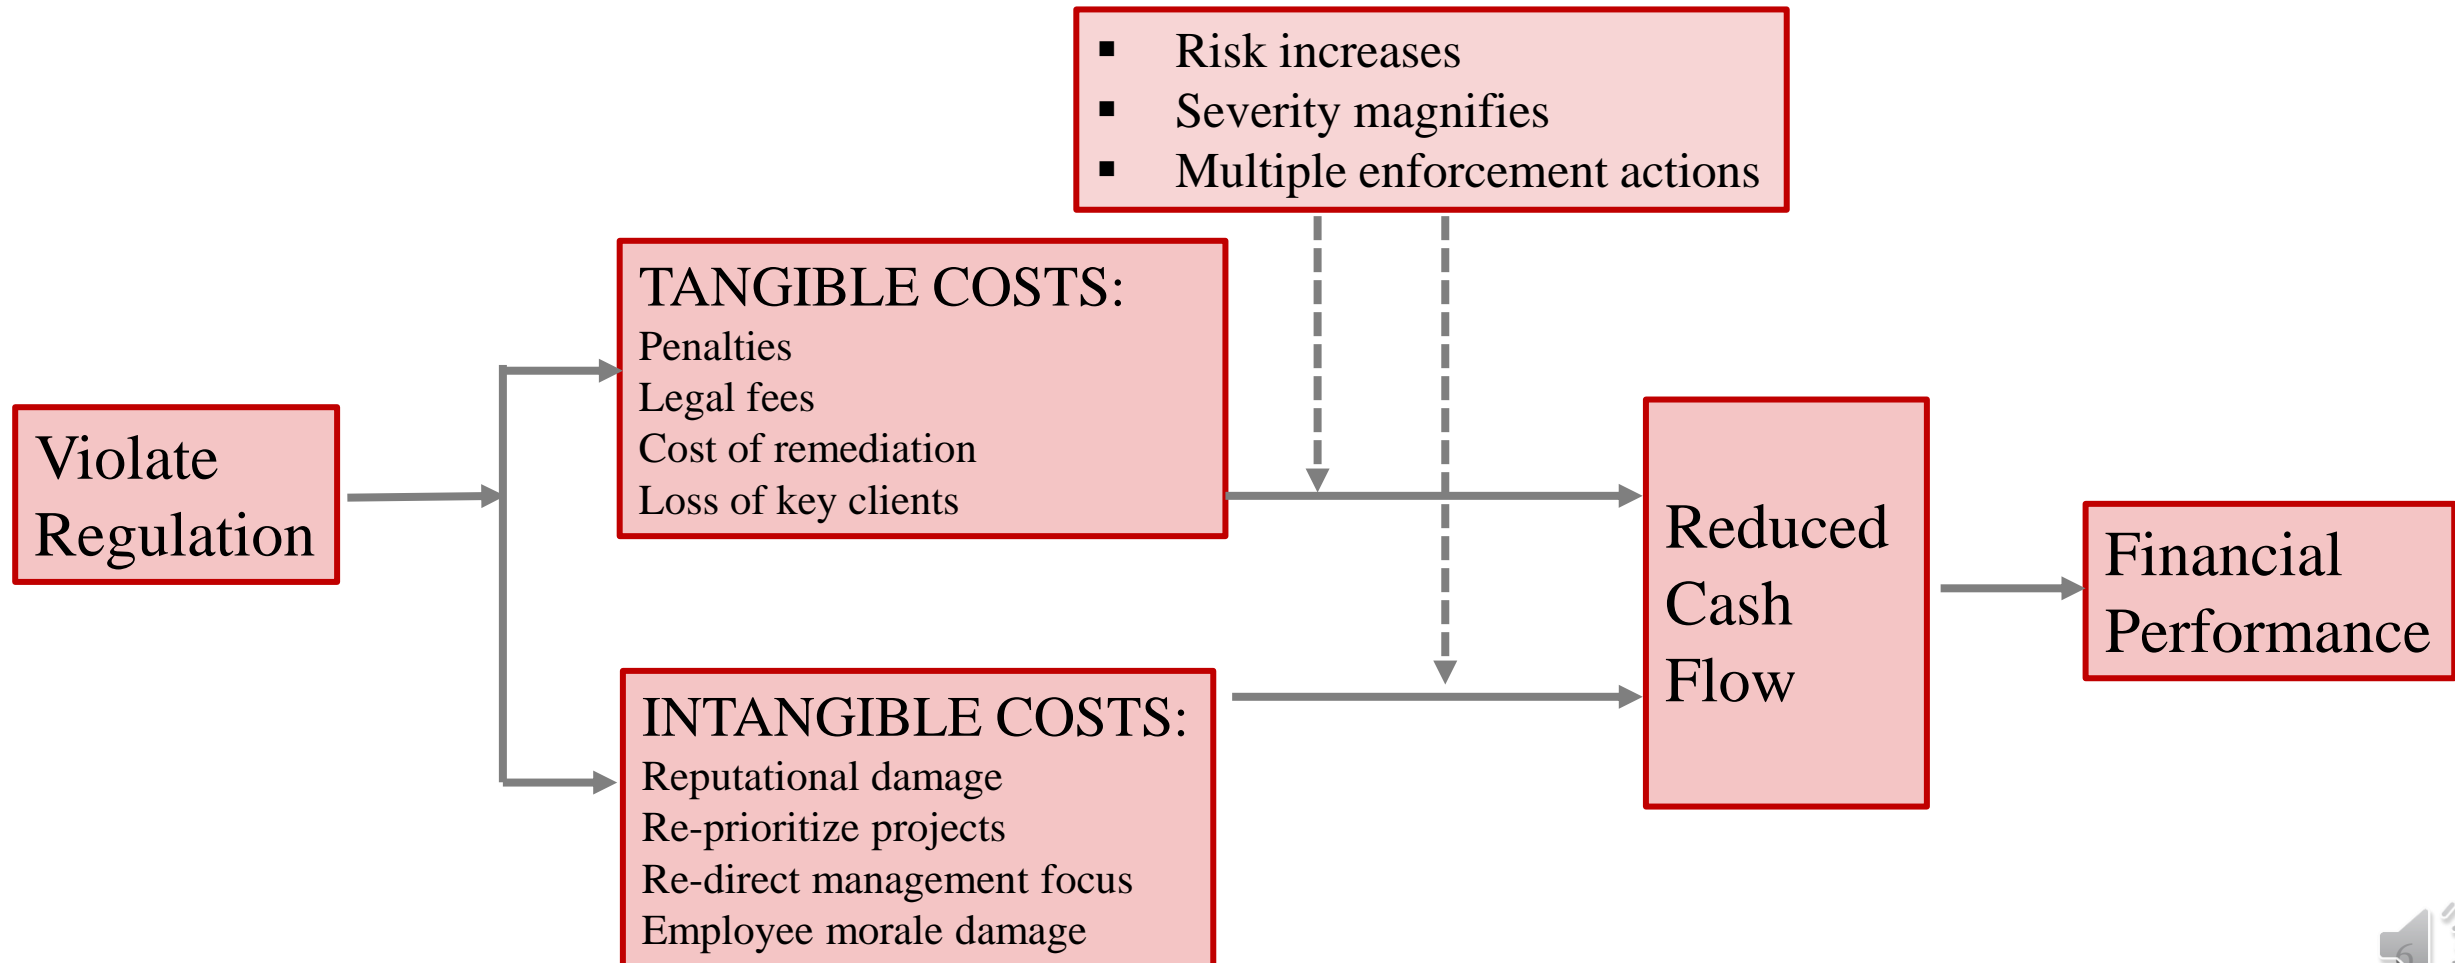 ▪ Risk increases
▪ Severity magnifies
▪ Multiple enforcement actions
TANGIBLE COSTS:
Penalties
Legal fees
Cost of remediation
Loss of key clients
Violate
Regulation
INTANGIBLE COSTS:
Reputational damage
Re-prioritize projects
Re-direct management focus
Employee morale damage
Reduced
Cash
Flow
Financial
Performance
6